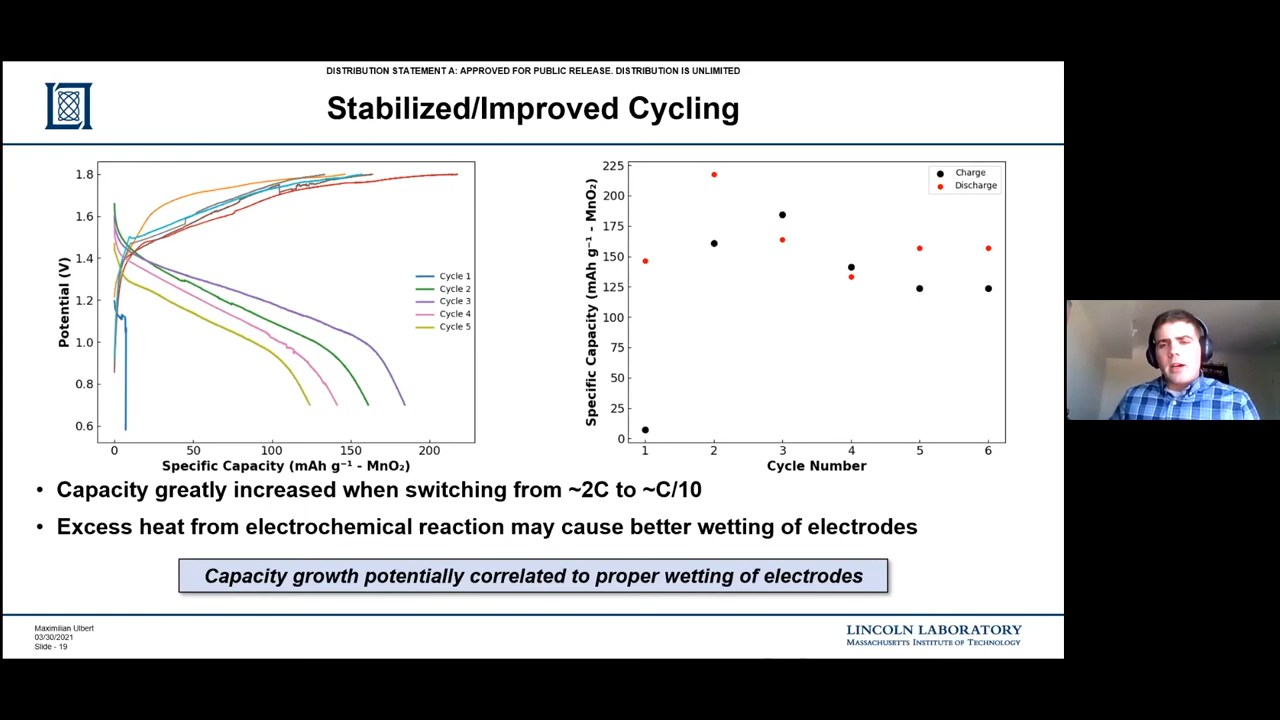 DISTRIBUTION STATEMENT A: APPROVED FOR PUBLIC RELEASE. DISTRIBUTION IS UNLIMITED
Stabilized/Improved Cycling
1.8
1.6
1.4
1.2
1.0
0.8
0.6
Potential (V)
Cycle 1
Cycle 2
Cycle 3
Cycle 4
Cycle 5
0 50 100 150 200
Specific Capacity (mAh g⁻¹ - MnO₂)
225
200
175
150
125
100
75
50
25
0
Specific Capacity (mAh g⁻¹ - MnO₂)
Charge
Discharge
1 2 3 4 5 6
Cycle Number
• Capacity greatly increased when switching from ~2C to ~C/10
• Excess heat from electrochemical reaction may cause better wetting of electrodes
Capacity growth potentially correlated to proper wetting of electrodes
Maximilian Ulbert
03/30/2021
Slide - 19
LINCOLN LABORATORY
MASSACHUSETTS INSTITUTE OF TECHNOLOGY